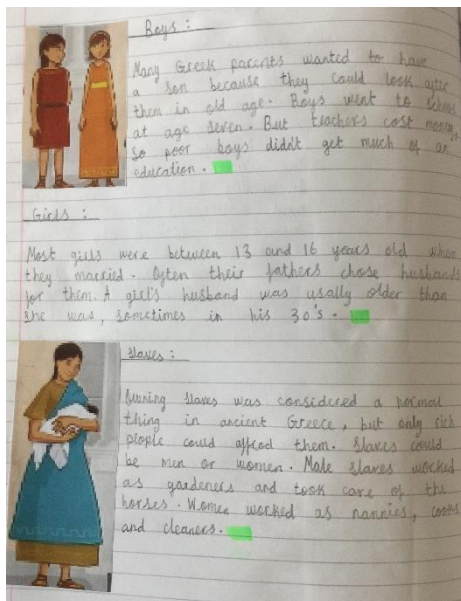 Boys :
Many Greek parents wanted to have
a son because they could look after
them in old age. Boys went to school
at age seven. But teachers cost money,
so poor boys didn't get much of an
education.
Girls :
Most girls were between 13 and 16 years old when
they married. Often their fathers chose husbands
for them. A girl's husband was usally older than
she was, sometimes in his 30's.
Slaves :
Owning slaves was considered a normal
thing in ancient Greece, but only rich
people could affrod them. Slaves could
be men or women. Male slaves worked
as gardeners and took care of the
horses. Women worked as nannies, cooks
and cleaners.